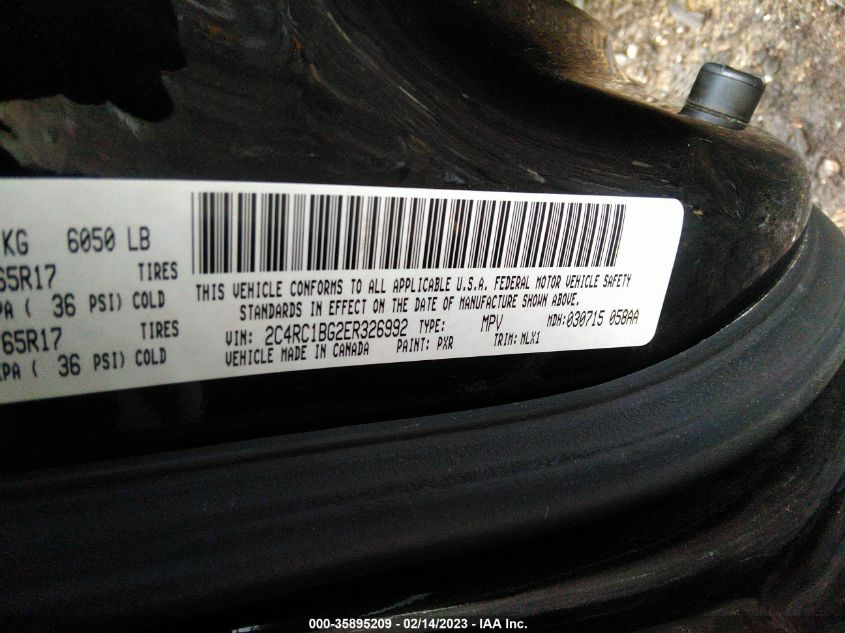 KG 6050 LB
65R17 TIRES
PA ( 36 PSI) COLD
65R17 TIRES
PA ( 36 PSI) COLD
THIS VEHICLE CONFORMS TO ALL APPLICABLE U.S.A. FEDERAL MOTOR VEHICLE SAFETY
STANDARDS IN EFFECT ON THE DATE OF MANUFACTURE SHOWN ABOVE.
VIN: 2C4RC1BG2ER326992 TYPE: MPV MDH:030715 058AA
VEHICLE MADE IN CANADA PAINT: PXR TRIM:MLX1
000-35895209 - 02/14/2023 - IAA Inc.